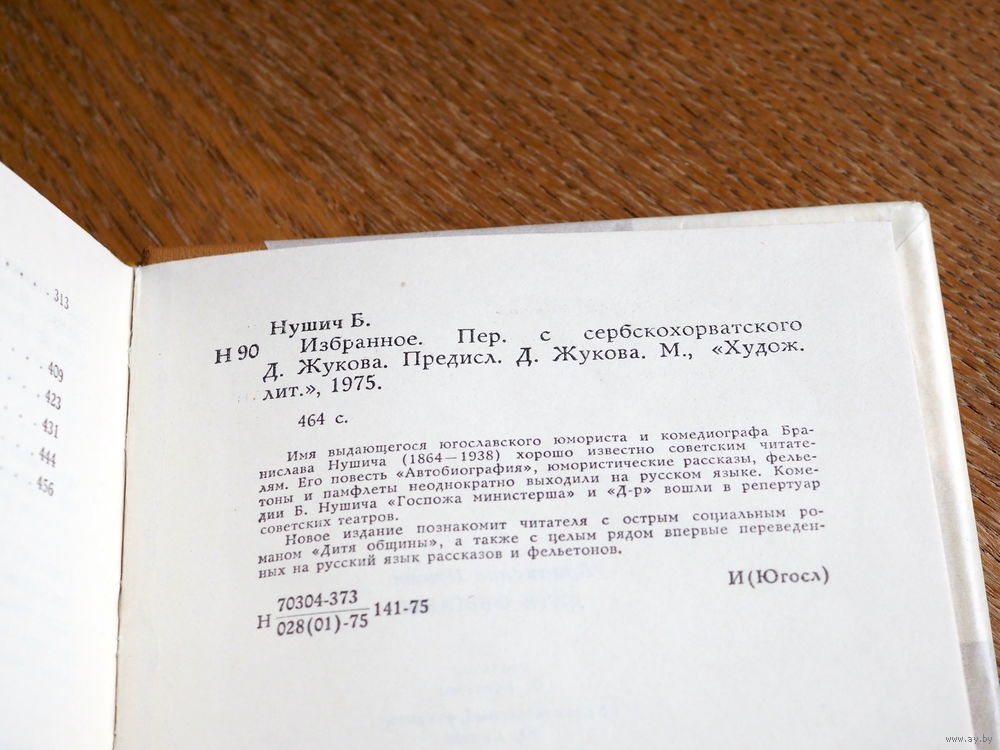 313
409
423
431
444
456
Нушич Б.
Н 90 Избранное. Пер. с сербскохорватского
Д. Жукова. Предисл. Д. Жукова. М., «Худож.
лит.», 1975.
464 с.
Имя выдающегося югославского юмориста и комедиографа Бра-
нислава Нушича (1864—1938) хорошо известно советским читате-
лям. Его повесть «Автобиография», юмористические рассказы, фелье-
тоны и памфлеты неоднократно выходили на русском языке. Коме-
дии Б. Нушича «Госпожа министерша» и «Д-р» вошли в репертуар
советских театров.
Новое издание познакомит читателя с острым социальным ро-
маном «Дитя общины», а также с целым рядом впервые переведен-
ных на русский язык рассказов и фельетонов.
Н 70304-373
028(01)-75 141-75
И(Югосл)
www.ay.by